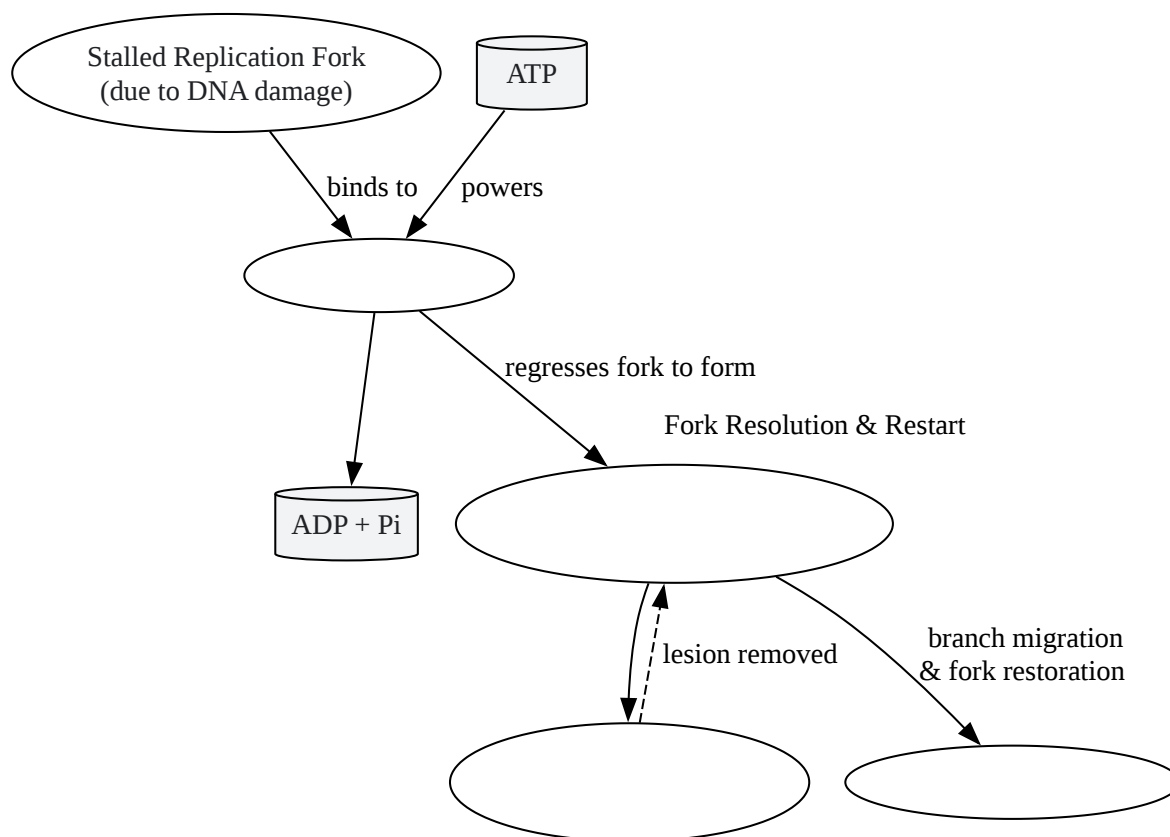 Stalled Replication Fork
(due to DNA damage)
ATP
binds to
powers
regresses fork to form
Fork Resolution & Restart
ADP + Pi
lesion removed
branch migration
& fork restoration